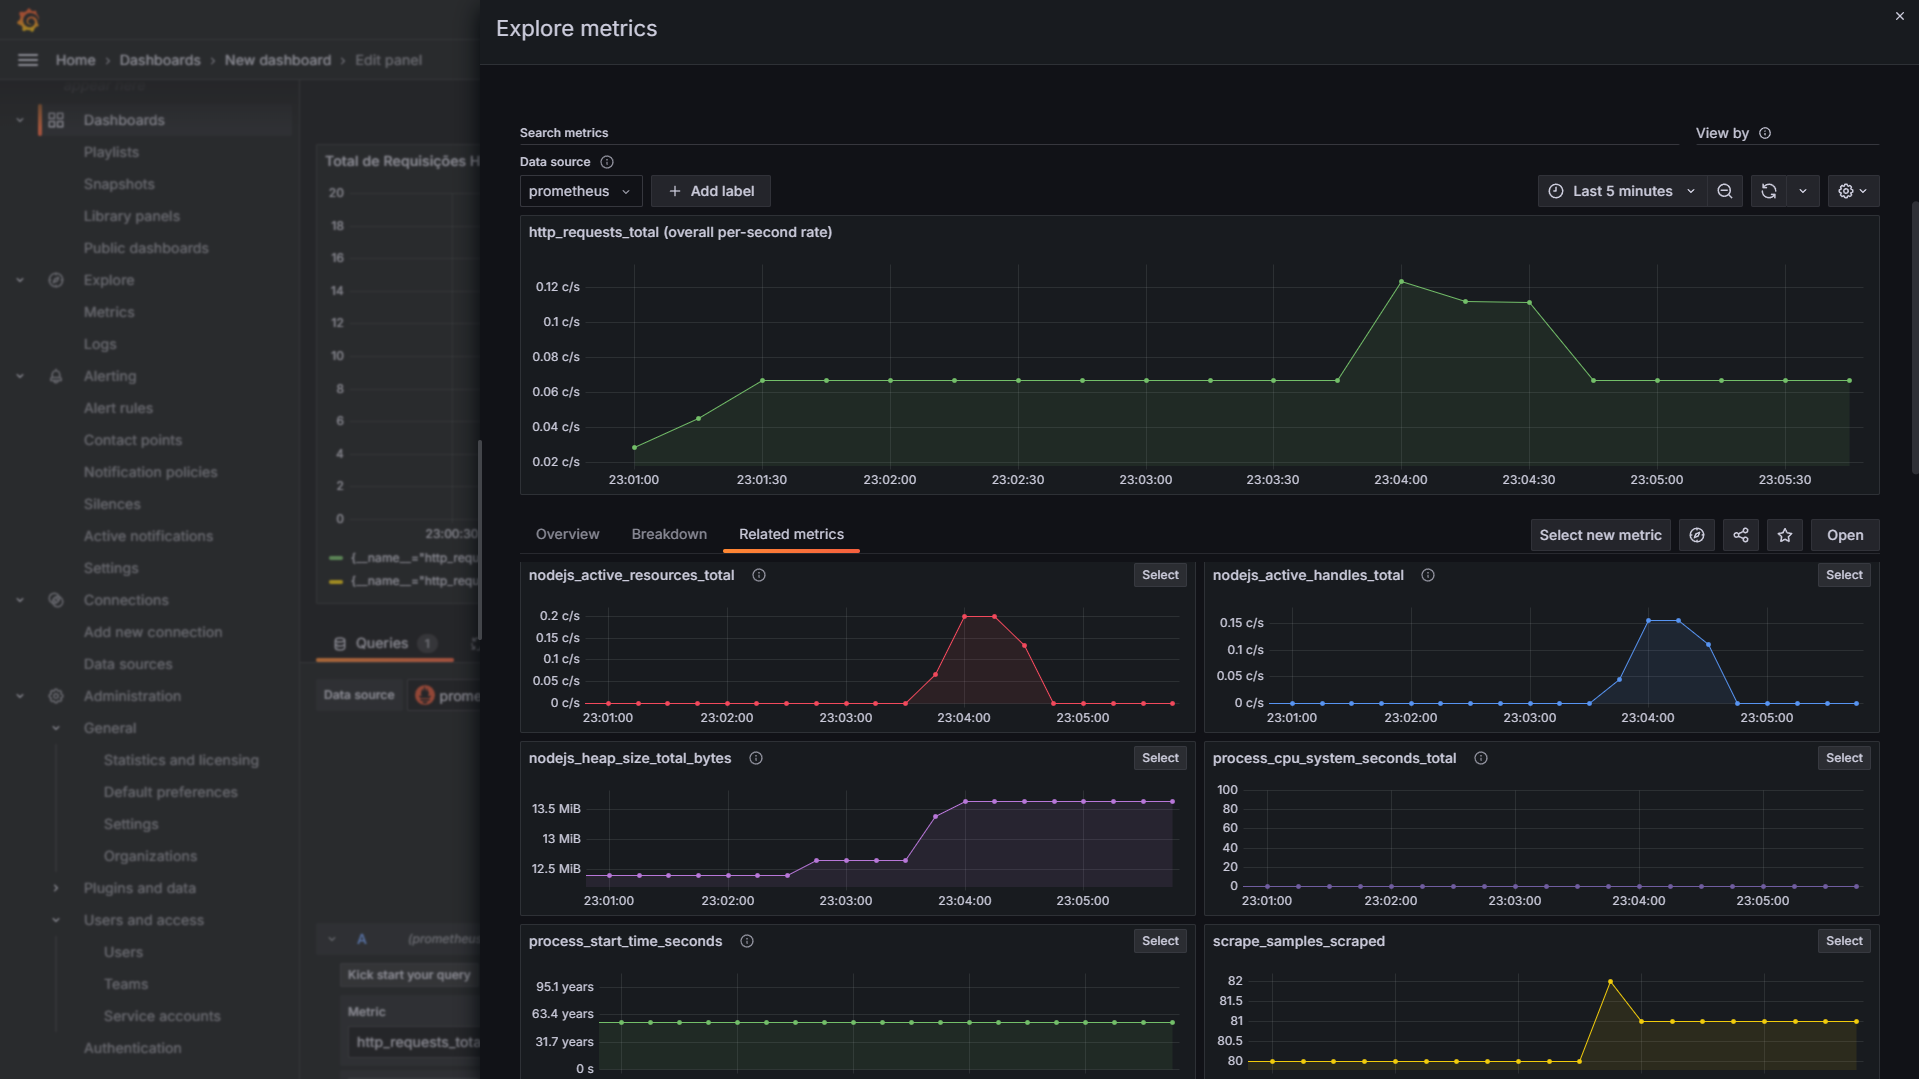 Explore metrics
Home › Dashboards › New dashboard › Edit panel
Dashboards
Playlists
Snapshots
Library panels
Public dashboards
Explore
Metrics
Logs
Alerting
Alert rules
Contact points
Notification policies
Silences
Active notifications
Settings
Connections
Add new connection
Data sources
Administration
General
Statistics and licensing
Default preferences
Settings
Organizations
Plugins and data
Users and access
Users
Teams
Service accounts
Authentication
Total de Requisições H
20
18
16
14
12
10
8
6
4
2
0
23:00:30
{__name__="http_requ
{__name__="http_requ
Queries 1
Data source prome
A (prometheus
Kick start your query
Metric
http_requests_tota
Search metrics
View by
Data source
prometheus
+ Add label
Last 5 minutes
http_requests_total (overall per-second rate)
0.12 c/s
0.1 c/s
0.08 c/s
0.06 c/s
0.04 c/s
0.02 c/s
23:01:00 23:01:30 23:02:00 23:02:30 23:03:00 23:03:30 23:04:00 23:04:30 23:05:00 23:05:30
Overview Breakdown Related metrics
Select new metric Open
nodejs_active_resources_total Select
0.2 c/s
0.15 c/s
0.1 c/s
0.05 c/s
0 c/s
23:01:00 23:02:00 23:03:00 23:04:00 23:05:00
nodejs_active_handles_total Select
0.15 c/s
0.1 c/s
0.05 c/s
0 c/s
23:01:00 23:02:00 23:03:00 23:04:00 23:05:00
nodejs_heap_size_total_bytes Select
13.5 MiB
13 MiB
12.5 MiB
23:01:00 23:02:00 23:03:00 23:04:00 23:05:00
process_cpu_system_seconds_total Select
100
80
60
40
20
0
23:01:00 23:02:00 23:03:00 23:04:00 23:05:00
process_start_time_seconds Select
95.1 years
63.4 years
31.7 years
0 s
scrape_samples_scraped Select
82
81.5
81
80.5
80